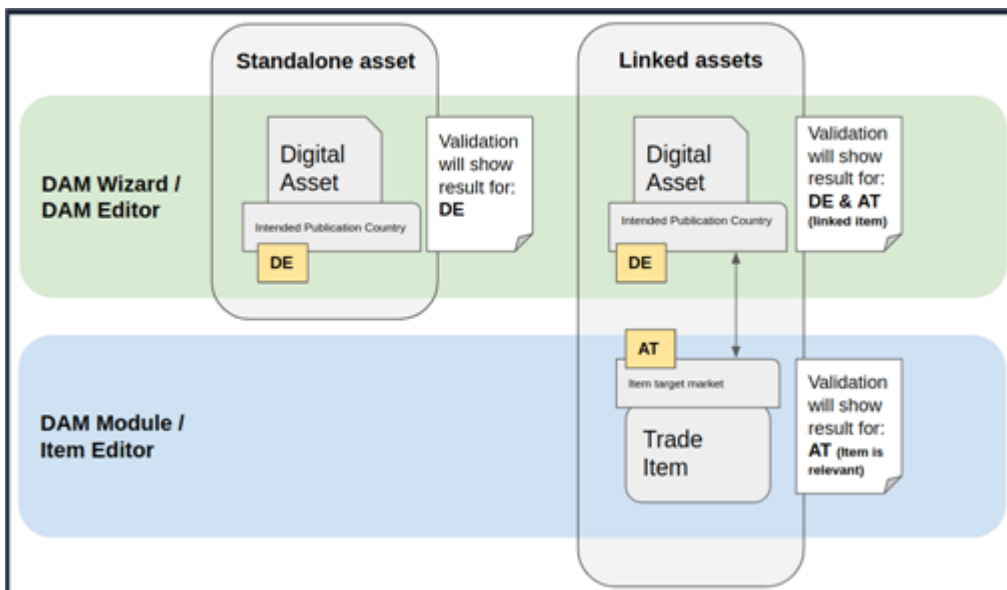 Standalone asset
Linked assets
DAM Wizard /
DAM Editor
Digital
Asset
Intended Publication Country
DE
Validation
will show
result for:
DE
Digital
Asset
Intended Publication Country
DE
Validation
will show
result for:
DE & AT
(linked item)
DAM Module /
Item Editor
AT
Item target market
Trade
Item
Validation
will show
result for:
AT (Item is
relevant)